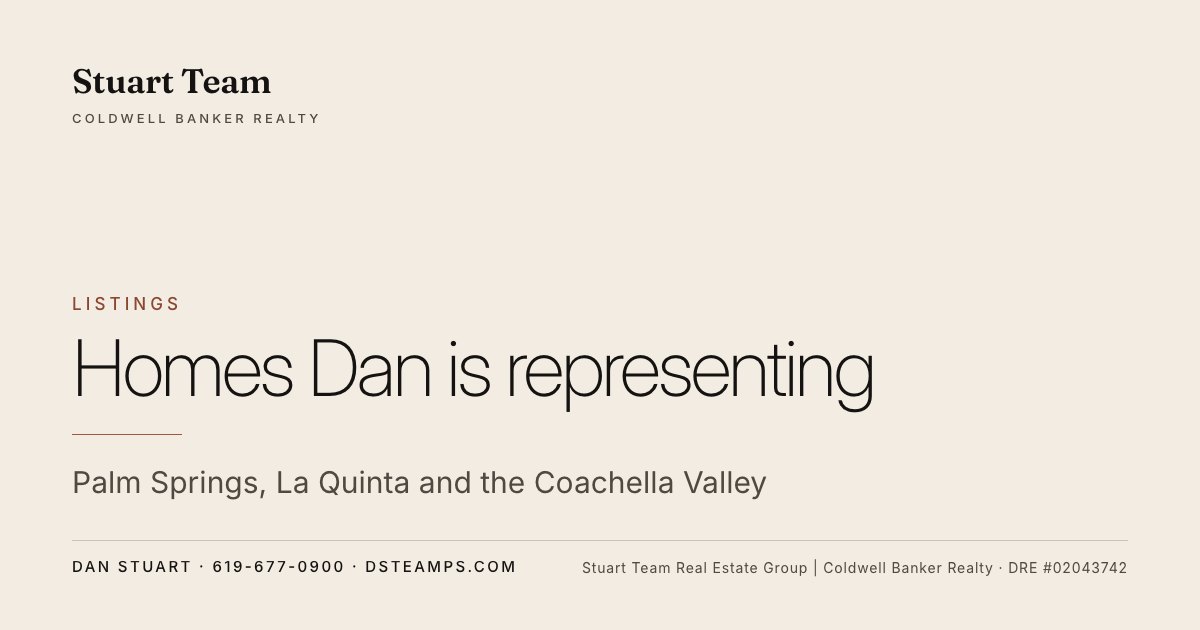 Stuart Team
COLDWELL BANKER REALTY
LISTINGS
Homes Dan is representing
Palm Springs, La Quinta and the Coachella Valley
DAN STUART · 619-677-0900 · DSTEAMPS.COM
Stuart Team Real Estate Group | Coldwell Banker Realty · DRE #02043742